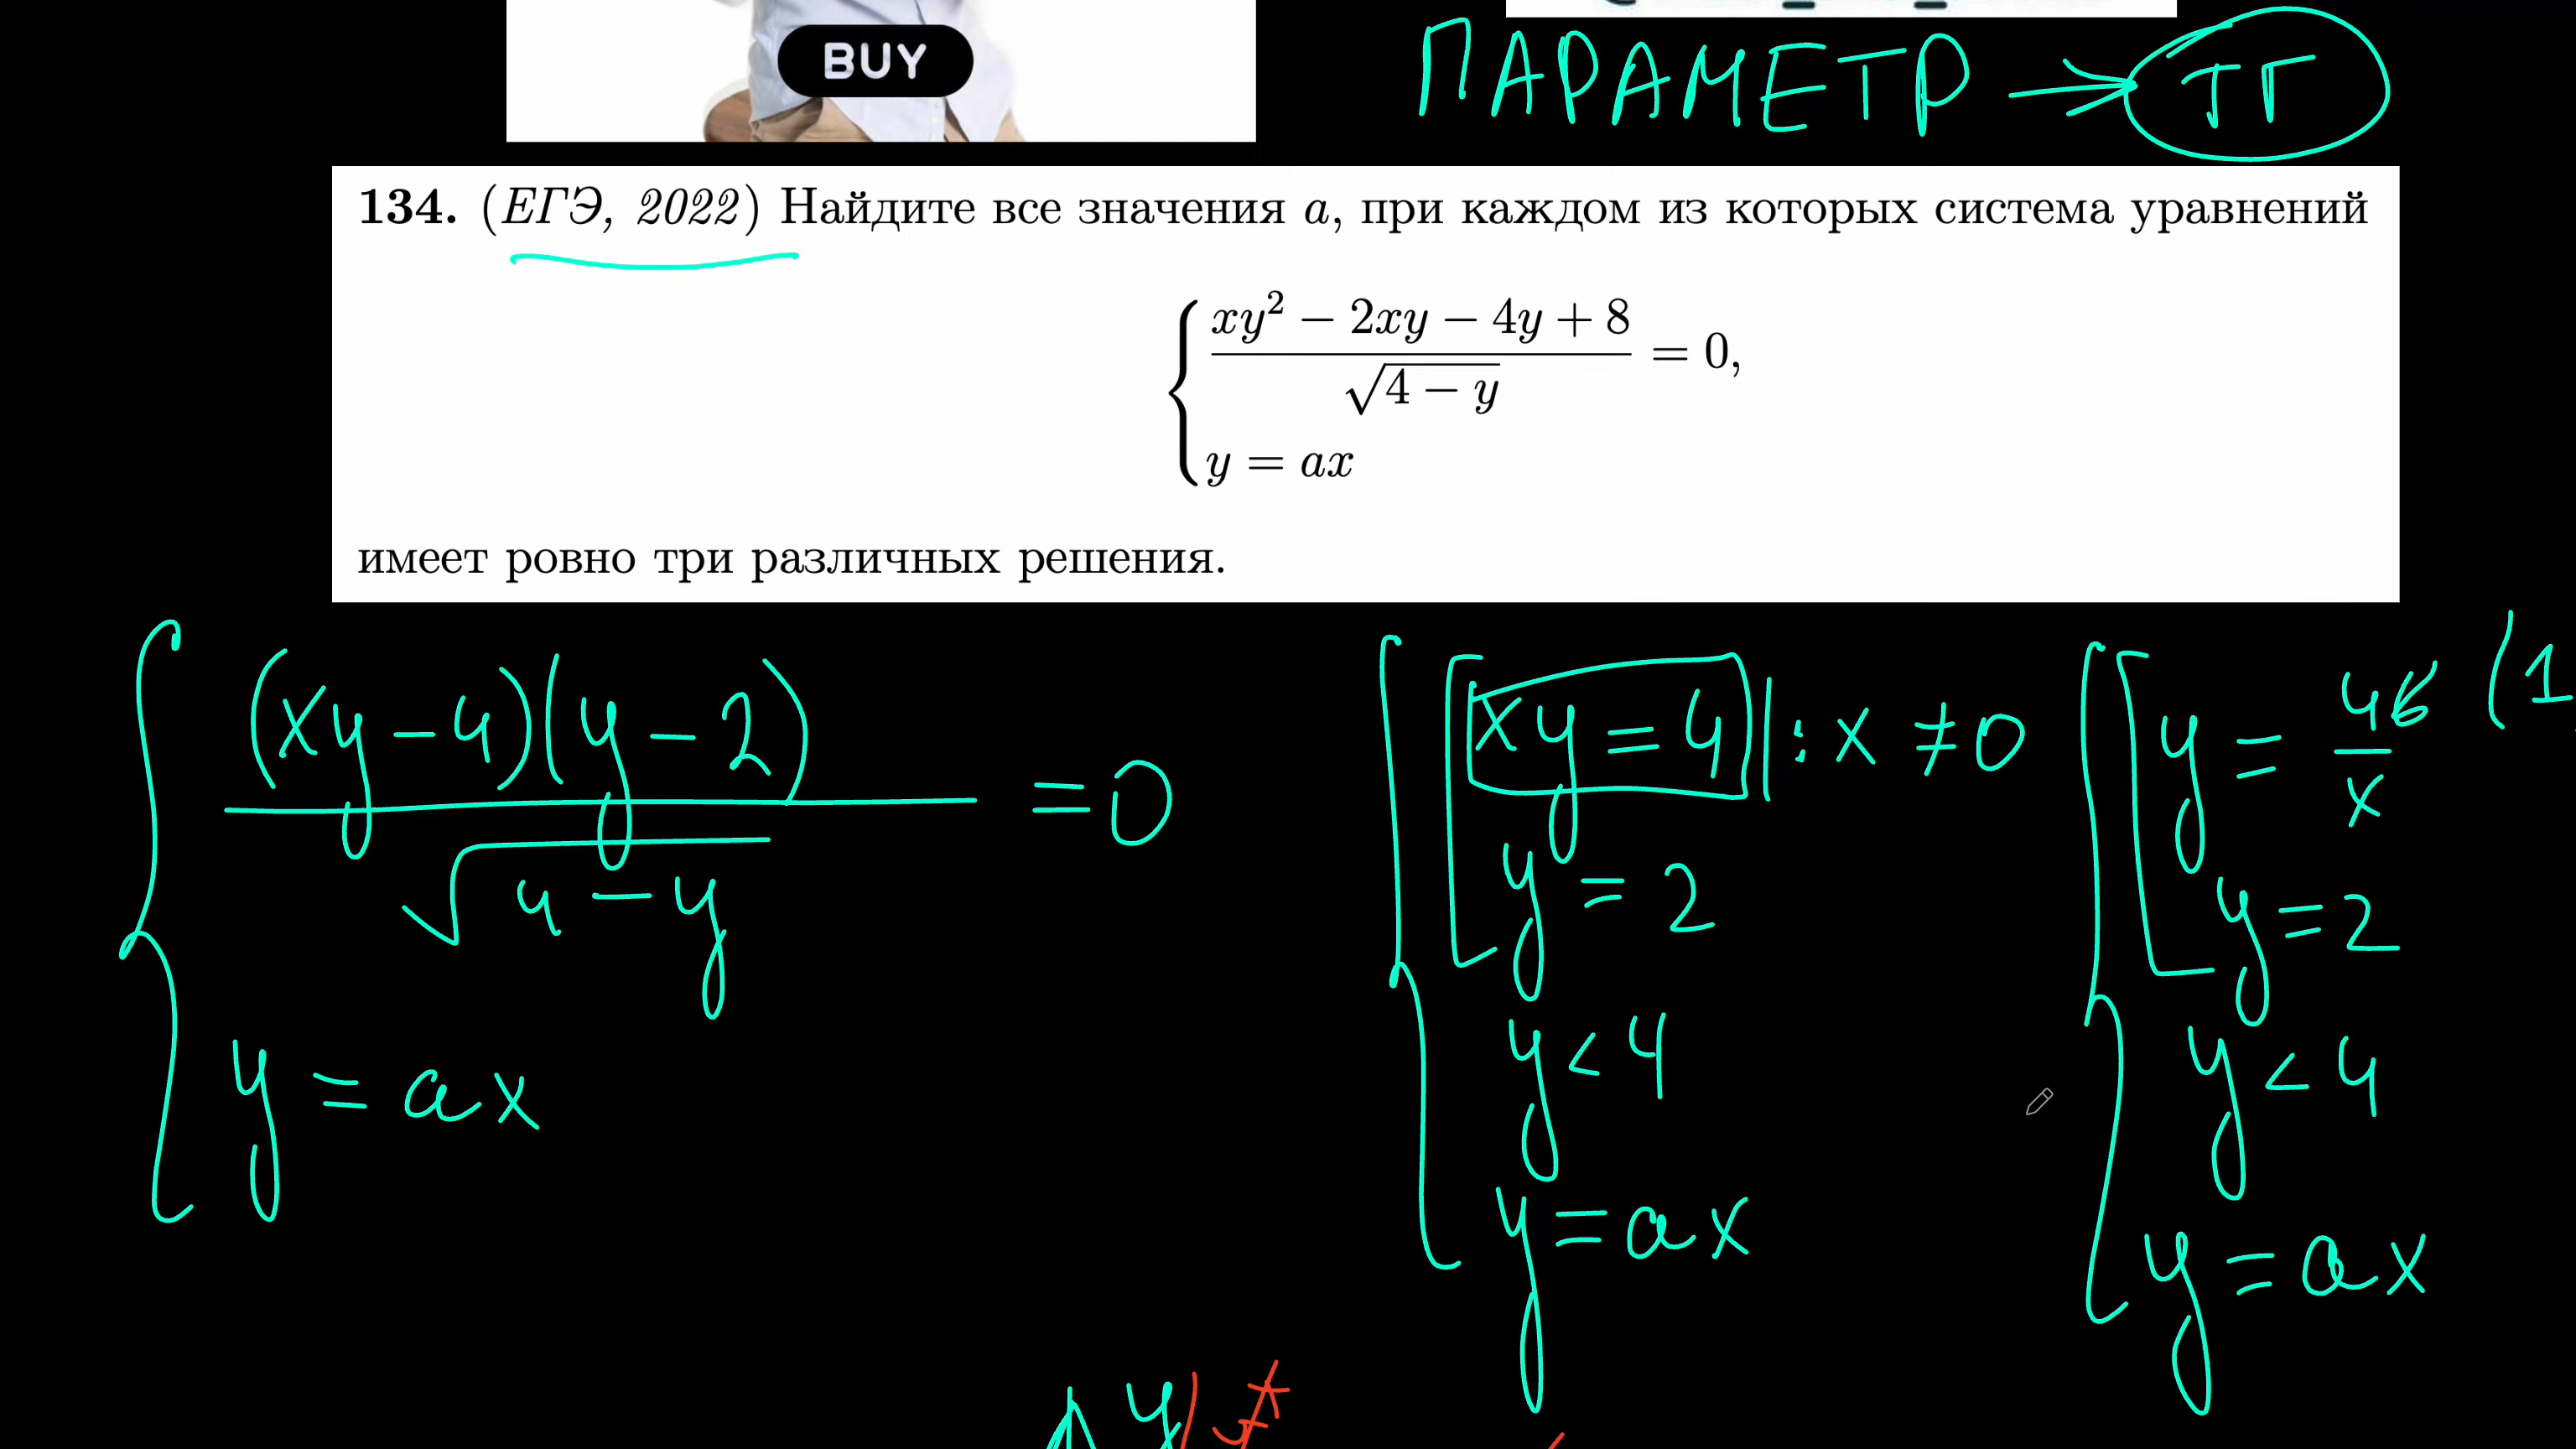 BUY
ПАРАМЕТР → ТГ
134. (ЕГЭ, 2022) Найдите все значения a, при каждом из которых система уравнений
{ (xy² − 2xy − 4y + 8) / √(4 − y) = 0,
y = ax
имеет ровно три различных решения.
{ (xy − 4)(y − 2) / √(4 − y) = 0
y = ax
{ [ xy = 4 | : x ≠ 0
y = 2
y < 4
y = ax
{ [ y = 4/x (1
y = 2
y < 4
y = ax
y